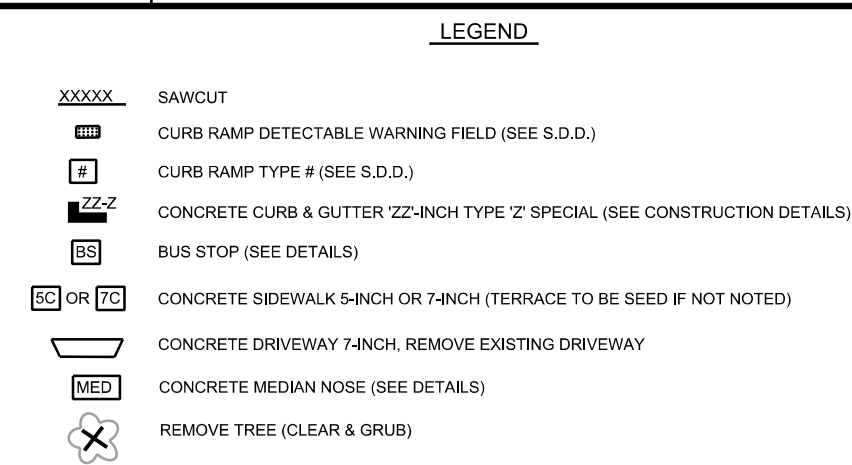 LEGEND
XXXXX SAWCUT
CURB RAMP DETECTABLE WARNING FIELD (SEE S.D.D.)
# CURB RAMP TYPE # (SEE S.D.D.)
ZZ-Z CONCRETE CURB & GUTTER 'ZZ'-INCH TYPE 'Z' SPECIAL (SEE CONSTRUCTION DETAILS)
BS BUS STOP (SEE DETAILS)
5C OR 7C CONCRETE SIDEWALK 5-INCH OR 7-INCH (TERRACE TO BE SEED IF NOT NOTED)
CONCRETE DRIVEWAY 7-INCH, REMOVE EXISTING DRIVEWAY
MED CONCRETE MEDIAN NOSE (SEE DETAILS)
REMOVE TREE (CLEAR & GRUB)